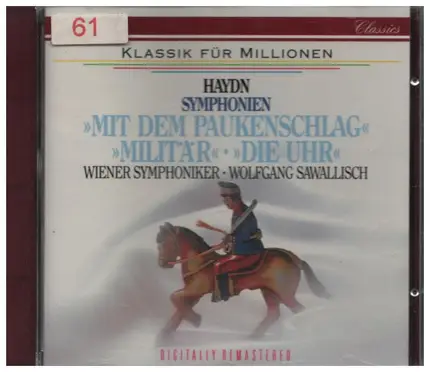 61
Classics
KLASSIK FÜR MILLIONEN
HAYDN
SYMPHONIEN
»MIT DEM PAUKENSCHLAG«
»MILITÄR« · »DIE UHR«
WIENER SYMPHONIKER · WOLFGANG SAWALLISCH
DIGITALLY REMASTERED